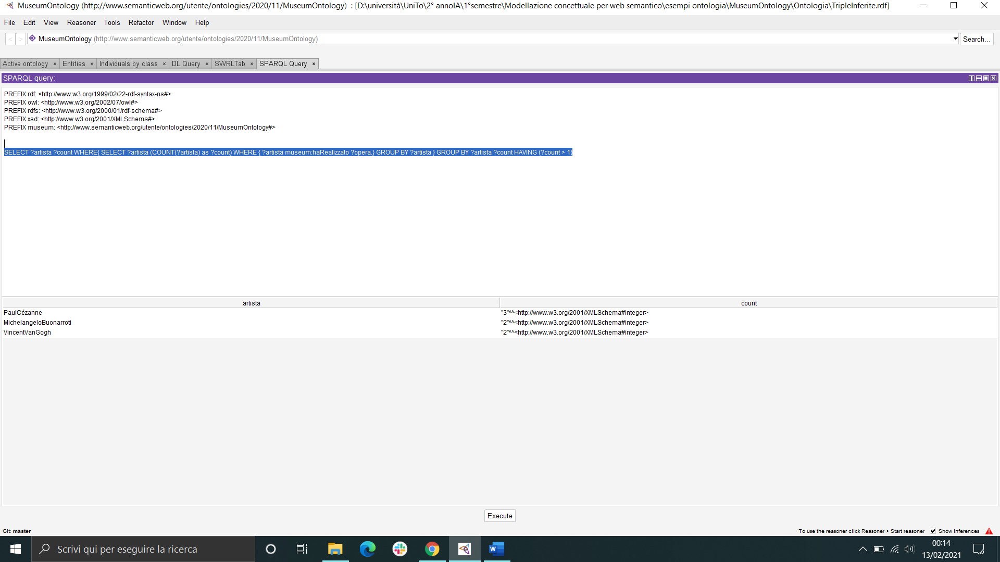 MuseumOntology (http://www.semanticweb.org/utente/ontologies/2020/11/MuseumOntology)  : [D:\università\UniTo\2° annoIA\1°semestre\Modellazione concettuale per web semantico\esempi ontologia\MuseumOntology\Ontologia\TripleInferite.rdf]
File Edit View Reasoner Tools Refactor Window Help
< > MuseumOntology (http://www.semanticweb.org/utente/ontologies/2020/11/MuseumOntology) Search...
Active ontology × Entities × Individuals by class × DL Query × SWRLTab × SPARQL Query ×
SPARQL query:
PREFIX rdf: <http://www.w3.org/1999/02/22-rdf-syntax-ns#>
PREFIX owl: <http://www.w3.org/2002/07/owl#>
PREFIX rdfs: <http://www.w3.org/2000/01/rdf-schema#>
PREFIX xsd: <http://www.w3.org/2001/XMLSchema#>
PREFIX museum: <http://www.semanticweb.org/utente/ontologies/2020/11/MuseumOntology#>
SELECT ?artista ?count WHERE{ SELECT ?artista (COUNT(?artista) as ?count) WHERE { ?artista museum:haRealizzato ?opera.} GROUP BY ?artista } GROUP BY ?artista ?count HAVING (?count > 1)
artista count
PaulCézanne "3"^^<http://www.w3.org/2001/XMLSchema#integer>
MichelangeloBuonarroti "2"^^<http://www.w3.org/2001/XMLSchema#integer>
VincentVanGogh "2"^^<http://www.w3.org/2001/XMLSchema#integer>
Execute
Git: master To use the reasoner click Reasoner > Start reasoner Show Inferences
Scrivi qui per eseguire la ricerca
00:14
13/02/2021